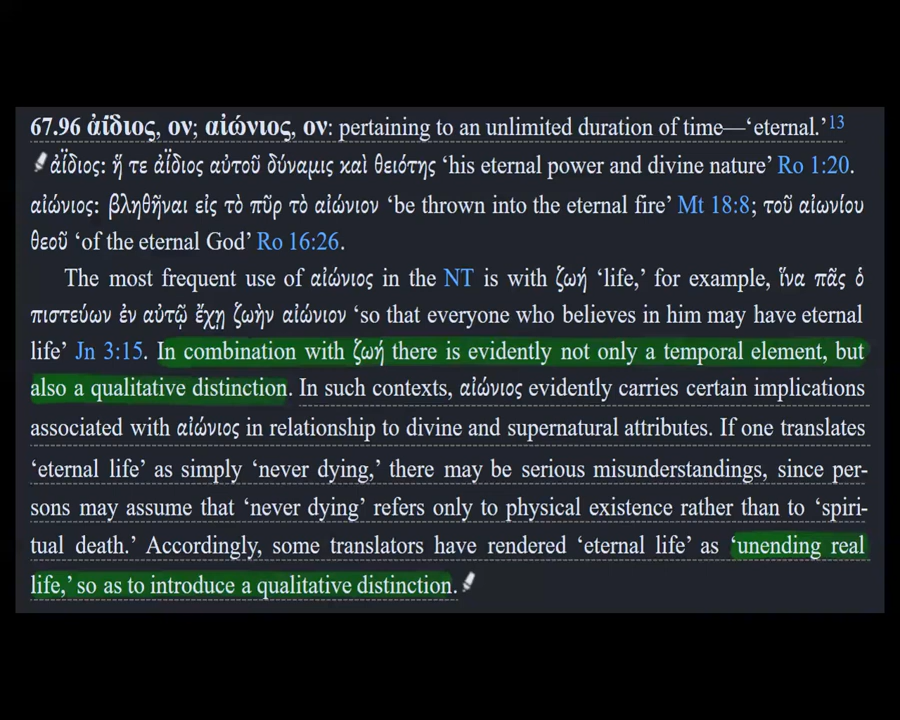 67.96 ἀΐδιος, ον; αἰώνιος, ον: pertaining to an unlimited duration of time—‘eternal.’13
ἀΐδιος: ἥ τε ἀΐδιος αὐτοῦ δύναμις καὶ θειότης ‘his eternal power and divine nature’ Ro 1:20.
αἰώνιος: βληθῆναι εἰς τὸ πῦρ τὸ αἰώνιον ‘be thrown into the eternal fire’ Mt 18:8; τοῦ αἰωνίου
θεοῦ ‘of the eternal God’ Ro 16:26.
The most frequent use of αἰώνιος in the NT is with ζωή ‘life,’ for example, ἵνα πᾶς ὁ
πιστεύων ἐν αὐτῷ ἔχῃ ζωὴν αἰώνιον ‘so that everyone who believes in him may have eternal
life’ Jn 3:15. In combination with ζωή there is evidently not only a temporal element, but
also a qualitative distinction. In such contexts, αἰώνιος evidently carries certain implications
associated with αἰώνιος in relationship to divine and supernatural attributes. If one translates
‘eternal life’ as simply ‘never dying,’ there may be serious misunderstandings, since per-
sons may assume that ‘never dying’ refers only to physical existence rather than to ‘spiri-
tual death.’ Accordingly, some translators have rendered ‘eternal life’ as ‘unending real
life,’ so as to introduce a qualitative distinction.